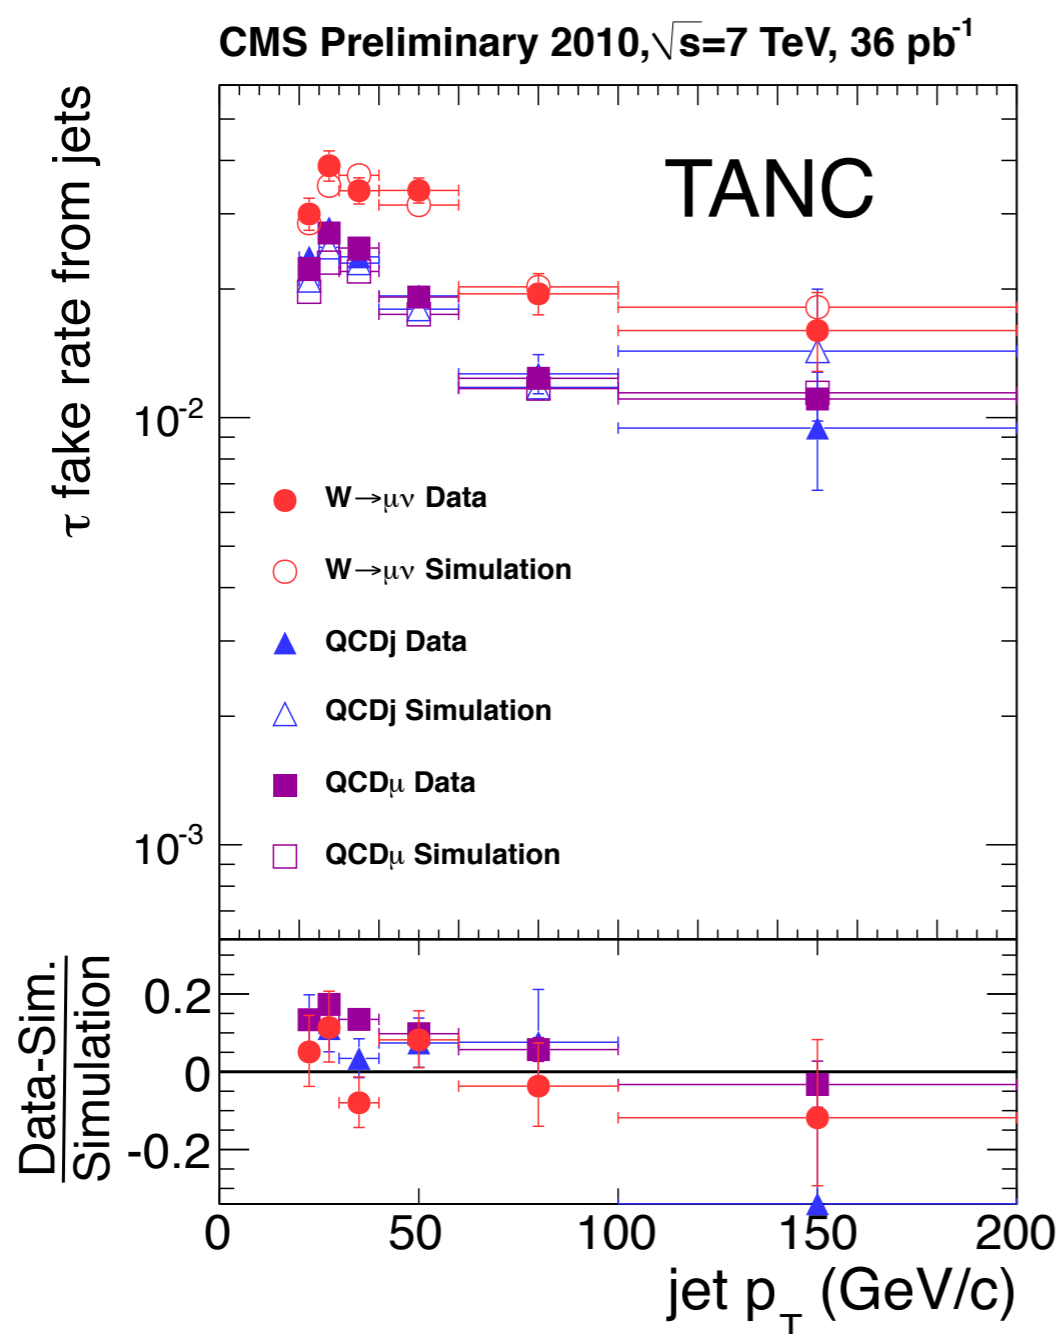 CMS Preliminary 2010,√s=7 TeV, 36 pb⁻¹
τ fake rate from jets
TANC
10⁻²
W→μν Data
W→μν Simulation
QCDj Data
QCDj Simulation
QCDμ Data
10⁻³
QCDμ Simulation
Data-Sim.
Simulation
0.2
0
-0.2
0 50 100 150 200
jet p_T (GeV/c)